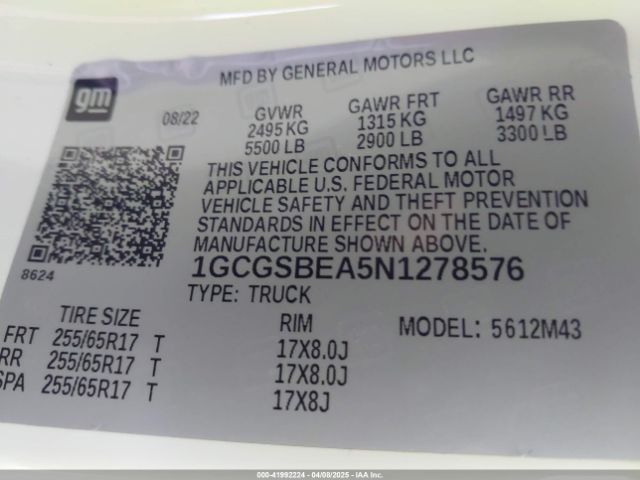 gm
MFD BY GENERAL MOTORS LLC
08/22
GVWR
2495 KG
5500 LB
GAWR FRT
1315 KG
2900 LB
GAWR RR
1497 KG
3300 LB
THIS VEHICLE CONFORMS TO ALL
APPLICABLE U.S. FEDERAL MOTOR
VEHICLE SAFETY AND THEFT PREVENTION
STANDARDS IN EFFECT ON THE DATE OF
MANUFACTURE SHOWN ABOVE.
8624
1GCGSBEA5N1278576
TYPE: TRUCK
TIRE SIZE RIM MODEL: 5612M43
FRT 255/65R17 T 17X8.0J
RR 255/65R17 T 17X8.0J
SPA 255/65R17 T 17X8J
000-41992224 - 04/08/2025 - IAAI.com